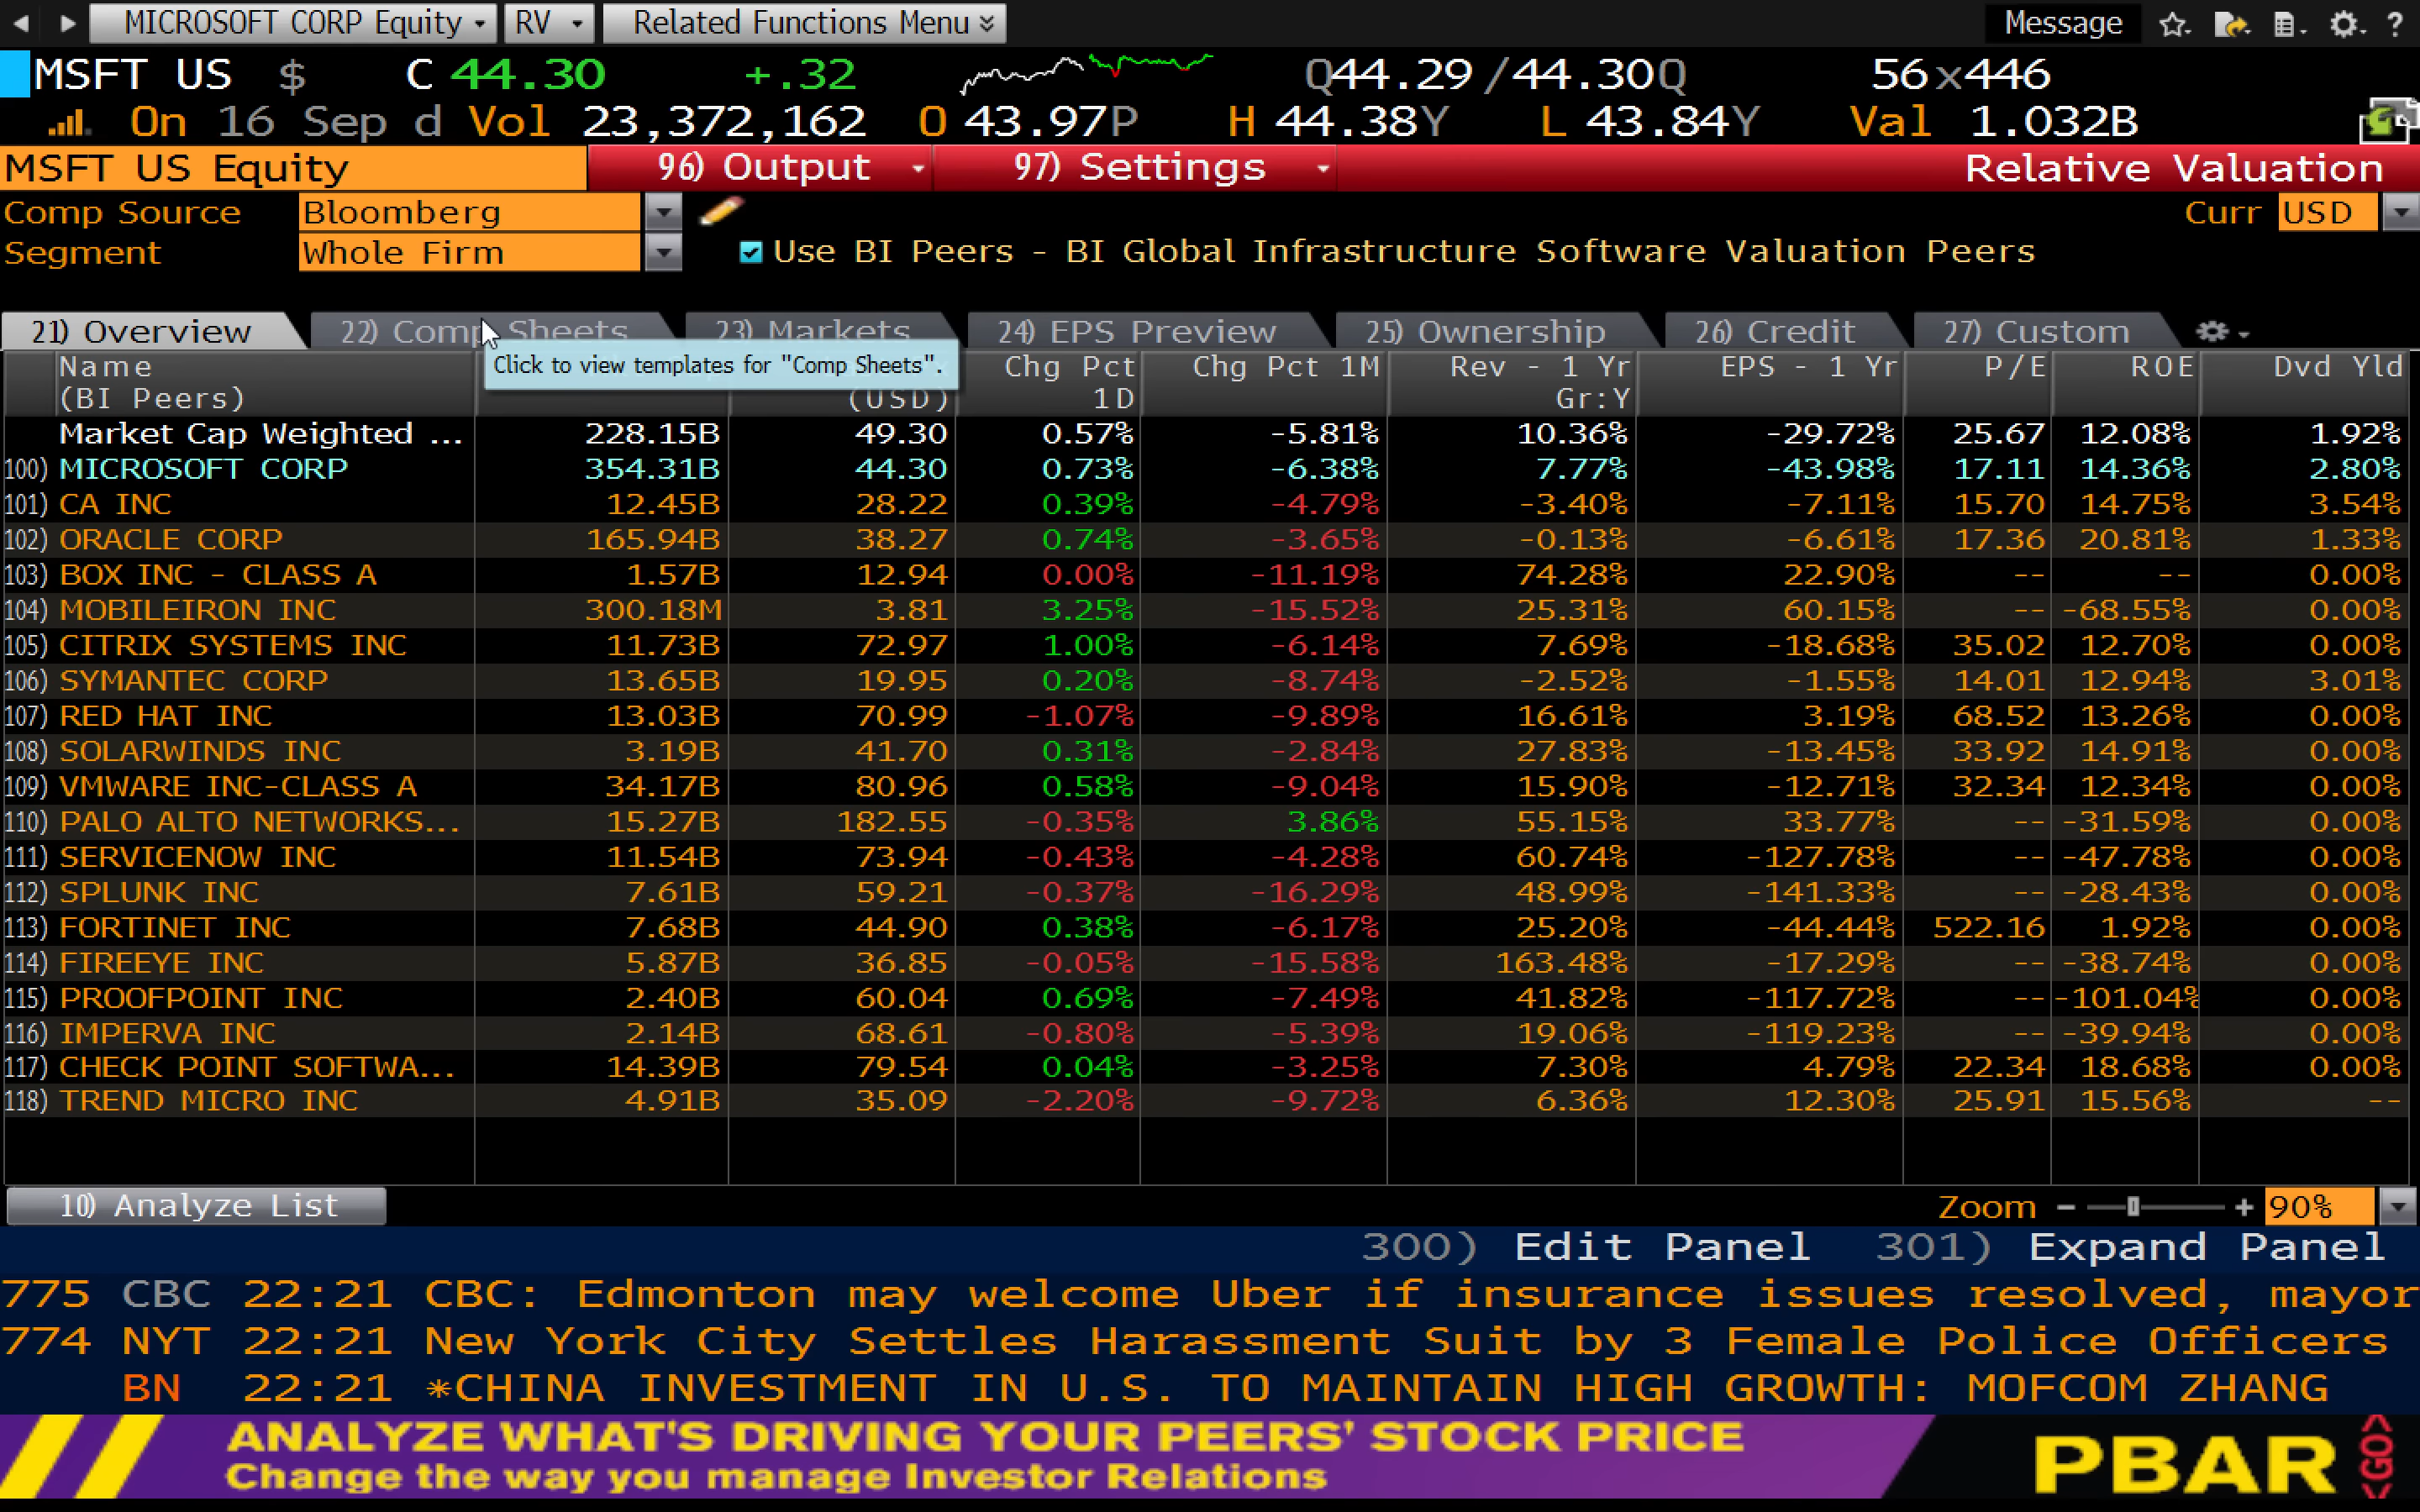 MICROSOFT CORP Equity RV Related Functions Menu Message ?
MSFT US $ C 44.30 +.32 Q44.29/44.30Q 56x446
On 16 Sep d Vol 23,372,162 O 43.97P H 44.38Y L 43.84Y Val 1.032B
MSFT US Equity 96) Output 97) Settings Relative Valuation
Comp Source Bloomberg Curr USD
Segment Whole Firm Use BI Peers - BI Global Infrastructure Software Valuation Peers
21) Overview 22) Comp Sheets 23) Markets 24) EPS Preview 25) Ownership 26) Credit 27) Custom
Click to view templates for "Comp Sheets".
Name Chg Pct Chg Pct 1M Rev - 1 Yr EPS - 1 Yr P/E ROE Dvd Yld
(BI Peers) (USD) 1D Gr:Y
Market Cap Weighted ... 228.15B 49.30 0.57% -5.81% 10.36% -29.72% 25.67 12.08% 1.92%
100) MICROSOFT CORP 354.31B 44.30 0.73% -6.38% 7.77% -43.98% 17.11 14.36% 2.80%
101) CA INC 12.45B 28.22 0.39% -4.79% -3.40% -7.11% 15.70 14.75% 3.54%
102) ORACLE CORP 165.94B 38.27 0.74% -3.65% -0.13% -6.61% 17.36 20.81% 1.33%
103) BOX INC - CLASS A 1.57B 12.94 0.00% -11.19% 74.28% 22.90% -- -- 0.00%
104) MOBILEIRON INC 300.18M 3.81 3.25% -15.52% 25.31% 60.15% -- -68.55% 0.00%
105) CITRIX SYSTEMS INC 11.73B 72.97 1.00% -6.14% 7.69% -18.68% 35.02 12.70% 0.00%
106) SYMANTEC CORP 13.65B 19.95 0.20% -8.74% -2.52% -1.55% 14.01 12.94% 3.01%
107) RED HAT INC 13.03B 70.99 -1.07% -9.89% 16.61% 3.19% 68.52 13.26% 0.00%
108) SOLARWINDS INC 3.19B 41.70 0.31% -2.84% 27.83% -13.45% 33.92 14.91% 0.00%
109) VMWARE INC-CLASS A 34.17B 80.96 0.58% -9.04% 15.90% -12.71% 32.34 12.34% 0.00%
110) PALO ALTO NETWORKS... 15.27B 182.55 -0.35% 3.86% 55.15% 33.77% -- -31.59% 0.00%
111) SERVICENOW INC 11.54B 73.94 -0.43% -4.28% 60.74% -127.78% -- -47.78% 0.00%
112) SPLUNK INC 7.61B 59.21 -0.37% -16.29% 48.99% -141.33% -- -28.43% 0.00%
113) FORTINET INC 7.68B 44.90 0.38% -6.17% 25.20% -44.44% 522.16 1.92% 0.00%
114) FIREEYE INC 5.87B 36.85 -0.05% -15.58% 163.48% -17.29% -- -38.74% 0.00%
115) PROOFPOINT INC 2.40B 60.04 0.69% -7.49% 41.82% -117.72% -- -101.04% 0.00%
116) IMPERVA INC 2.14B 68.61 -0.80% -5.39% 19.06% -119.23% -- -39.94% 0.00%
117) CHECK POINT SOFTWA... 14.39B 79.54 0.04% -3.25% 7.30% 4.79% 22.34 18.68% 0.00%
118) TREND MICRO INC 4.91B 35.09 -2.20% -9.72% 6.36% 12.30% 25.91 15.56% --
10) Analyze List Zoom - + 90%
300) Edit Panel 301) Expand Panel
775 CBC 22:21 CBC: Edmonton may welcome Uber if insurance issues resolved, mayor
774 NYT 22:21 New York City Settles Harassment Suit by 3 Female Police Officers
BN 22:21 *CHINA INVESTMENT IN U.S. TO MAINTAIN HIGH GROWTH: MOFCOM ZHANG
ANALYZE WHAT'S DRIVING YOUR PEERS' STOCK PRICE
Change the way you manage Investor Relations
PBAR <GO>